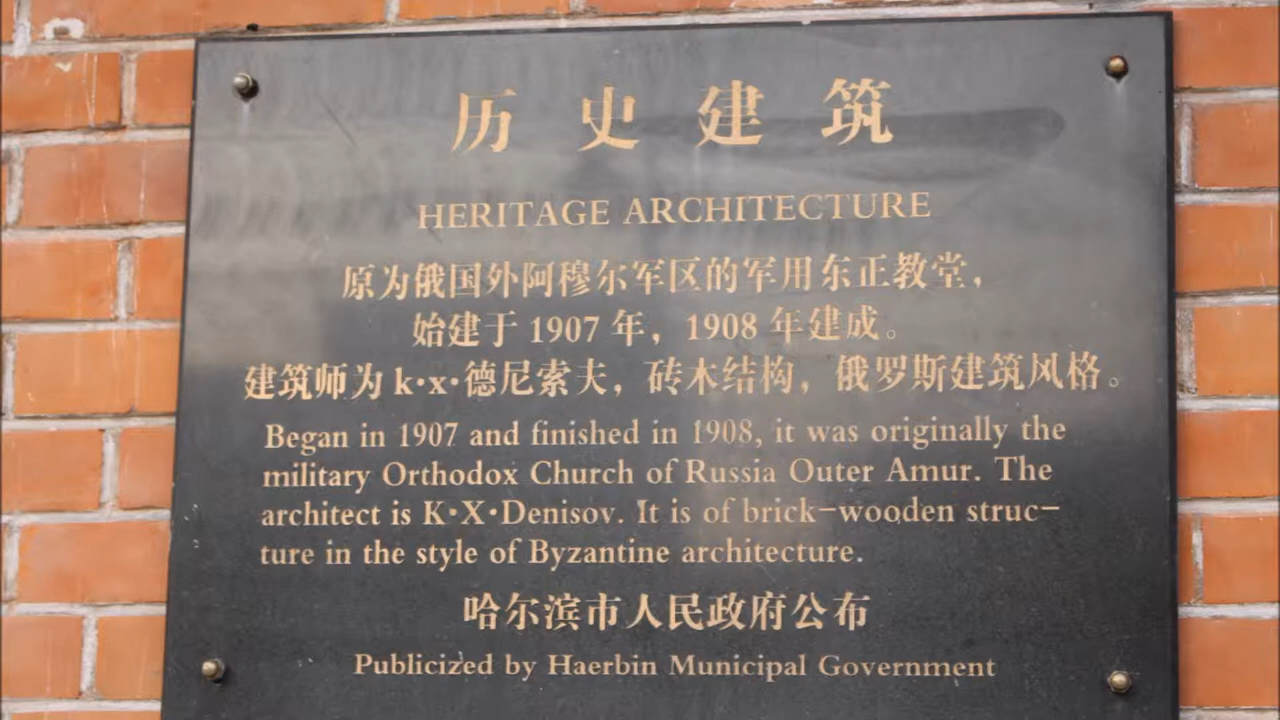 历史建筑
HERITAGE ARCHITECTURE
原为俄国外阿穆尔军区的军用东正教堂，
始建于 1907 年，1908 年建成。
建筑师为 k·x·德尼索夫，砖木结构，俄罗斯建筑风格。
Began in 1907 and finished in 1908, it was originally the
military Orthodox Church of Russia Outer Amur. The
architect is K·X·Denisov. It is of brick-wooden struc-
ture in the style of Byzantine architecture.
哈尔滨市人民政府公布
Publicized by Haerbin Municipal Government